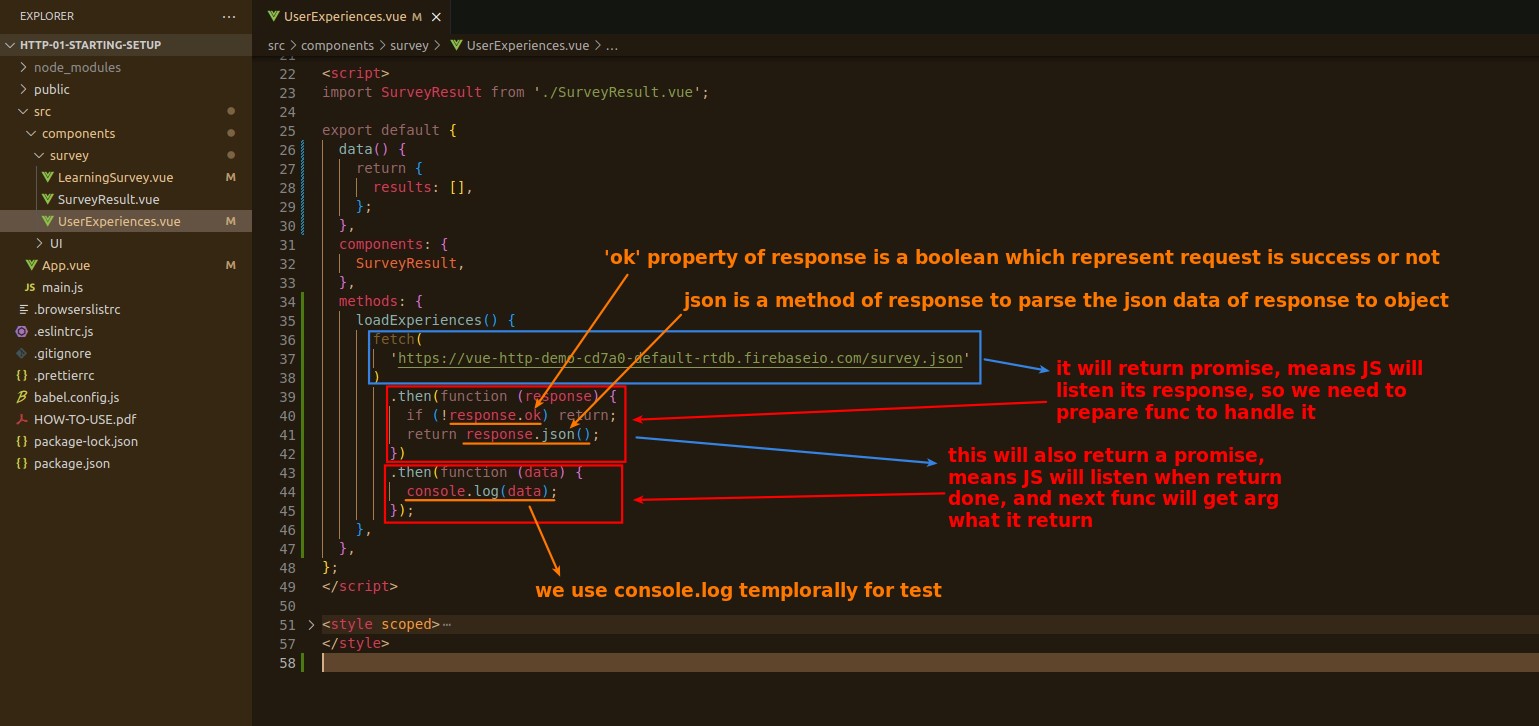 EXPLORER
UserExperiences.vue M
HTTP-01-STARTING-SETUP
src > components > survey > UserExperiences.vue > ...
node_modules
public
src
components
survey
LearningSurvey.vue M
SurveyResult.vue
UserExperiences.vue M
UI
App.vue M
JS main.js
.browserslistrc
.eslintrc.js
.gitignore
{} .prettierrc
babel.config.js
HOW-TO-USE.pdf
{} package-lock.json
{} package.json
21
22 <script>
23 import SurveyResult from './SurveyResult.vue';
24
25 export default {
26 data() {
27 return {
28 results: [],
29 };
30 },
31 components: {
32 SurveyResult,
33 },
34 methods: {
35 loadExperiences() {
36 fetch(
37 'https://vue-http-demo-cd7a0-default-rtdb.firebaseio.com/survey.json'
38 )
39 .then(function (response) {
40 if (!response.ok) return;
41 return response.json();
42 })
43 .then(function (data) {
44 console.log(data);
45 });
46 },
47 },
48 };
49 </script>
50
51 <style scoped>…
57 </style>
58
'ok' property of response is a boolean which represent request is success or not
json is a method of response to parse the json data of response to object
it will return promise, means JS will
listen its response, so we need to
prepare func to handle it
this will also return a promise,
means JS will listen when return
done, and next func will get arg
what it return
we use console.log templorally for test